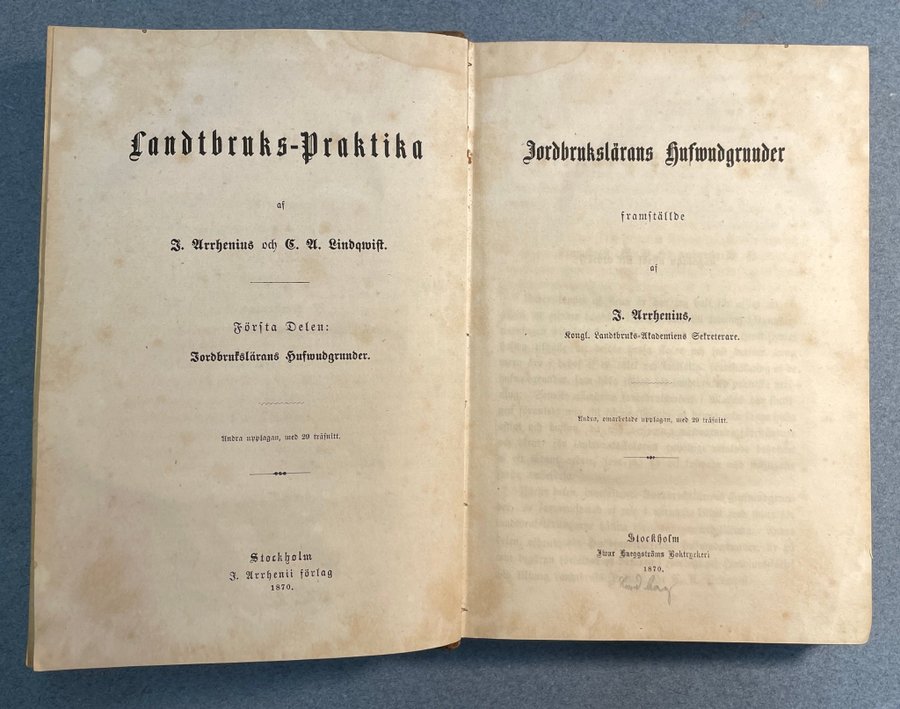 Landtbruks-Praktika
af
J. Arrhenius och C. A. Lindqwist.
Första Delen:
Jordbrukslärans Hufwudgrunder.
Andra upplagan, med 29 träsnitt.
Stockholm
J. Arrhenii förlag
1870.
Jordbrukslärans Hufwudgrunder
framställde
af
J. Arrhenius,
Kongl. Landtbruks-Akademiens Sekreterare.
Andra, omarbetade upplagan, med 29 träsnitt.
Stockholm
Iwar Haeggströms Boktryckeri
1870.